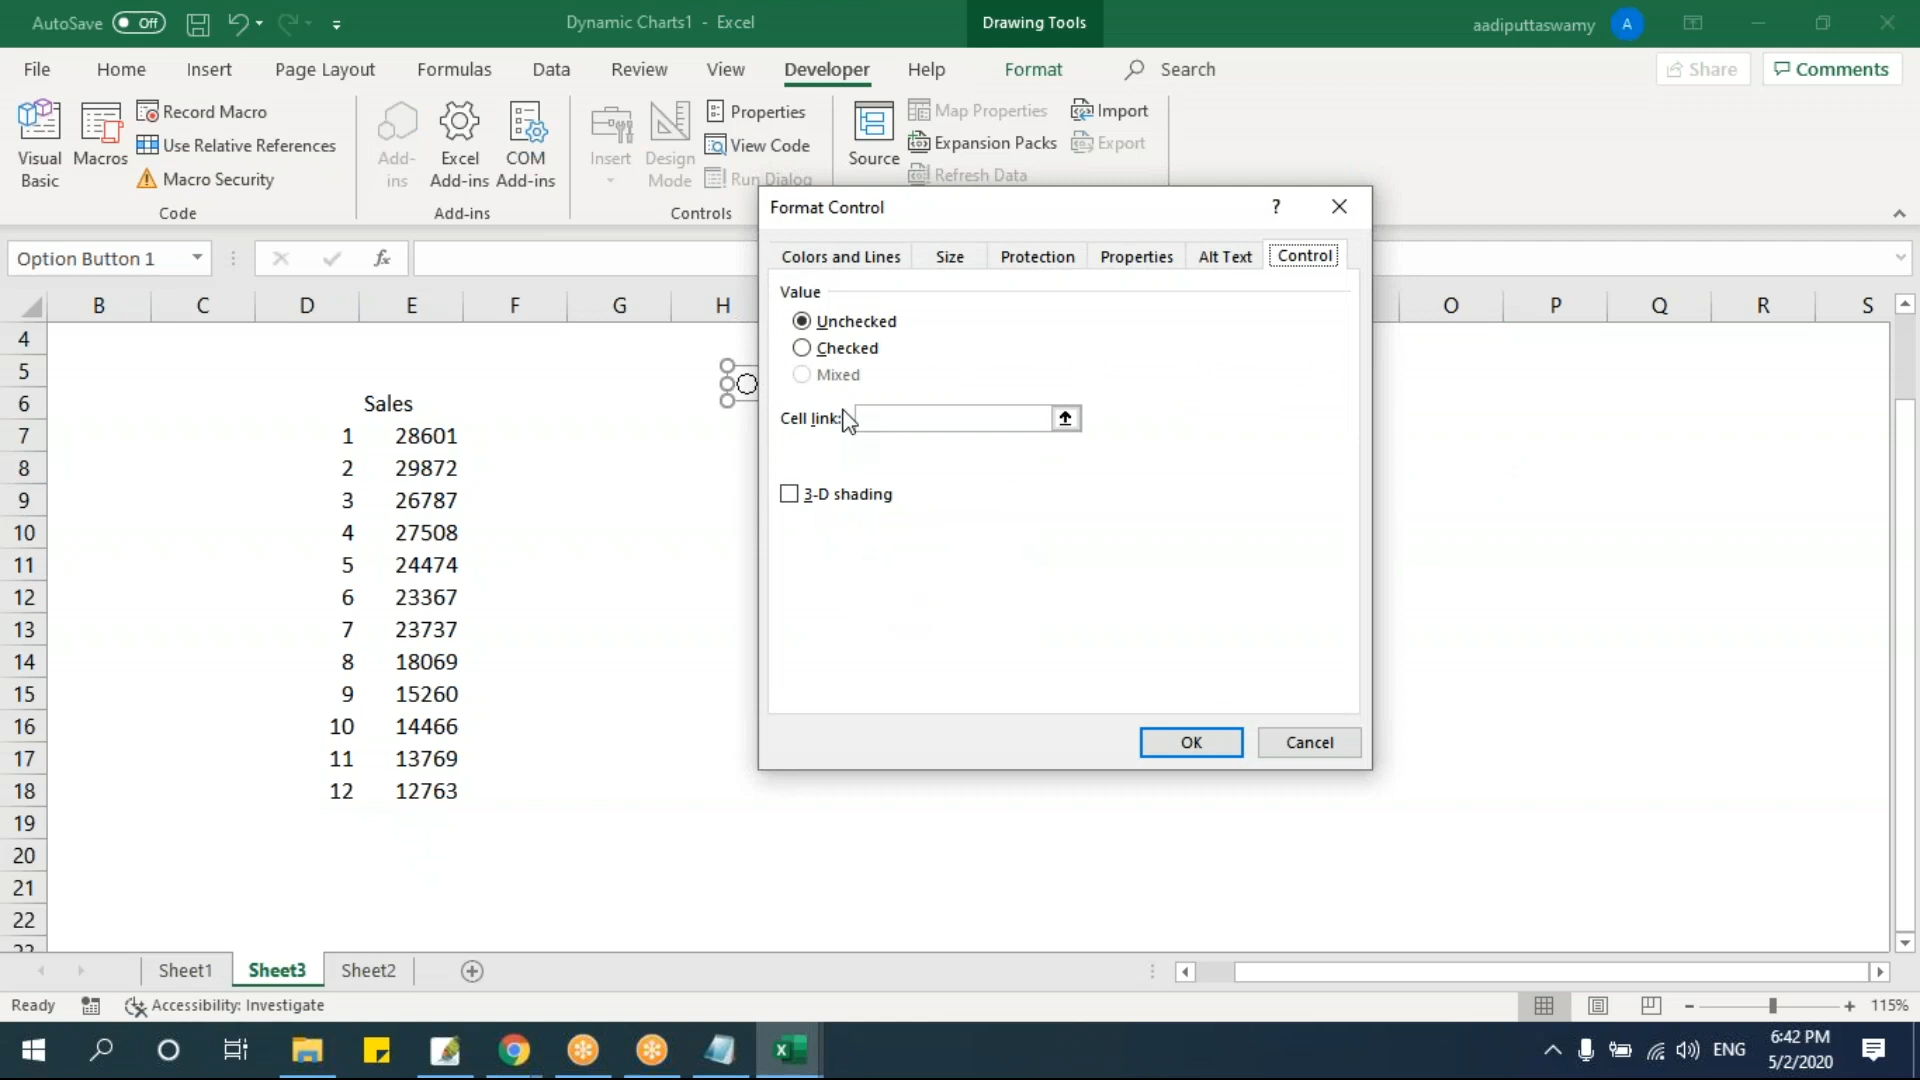 AutoSave Off Dynamic Charts1 - Excel Drawing Tools aadiputtaswamy A
File Home Insert Page Layout Formulas Data Review View Developer Help Format Search Share Comments
Visual Basic
Macros
Record Macro
Use Relative References
Macro Security
Code
Add-ins
Excel Add-ins
COM Add-ins
Add-ins
Insert
Design Mode
Properties
View Code
Run Dialog
Controls
Source
Map Properties
Expansion Packs
Refresh Data
Import
Export
Option Button 1 fx
Format Control ?
Colors and Lines Size Protection Properties Alt Text Control
Value
Unchecked
Checked
Mixed
Cell link:
3-D shading
OK Cancel
B C D E F G H O P Q R S
4
5
6 Sales
7 1 28601
8 2 29872
9 3 26787
10 4 27508
11 5 24474
12 6 23367
13 7 23737
14 8 18069
15 9 15260
16 10 14466
17 11 13769
18 12 12763
19
20
21
22
23
Sheet1 Sheet3 Sheet2
Ready Accessibility: Investigate 115%
ENG 6:42 PM
5/2/2020